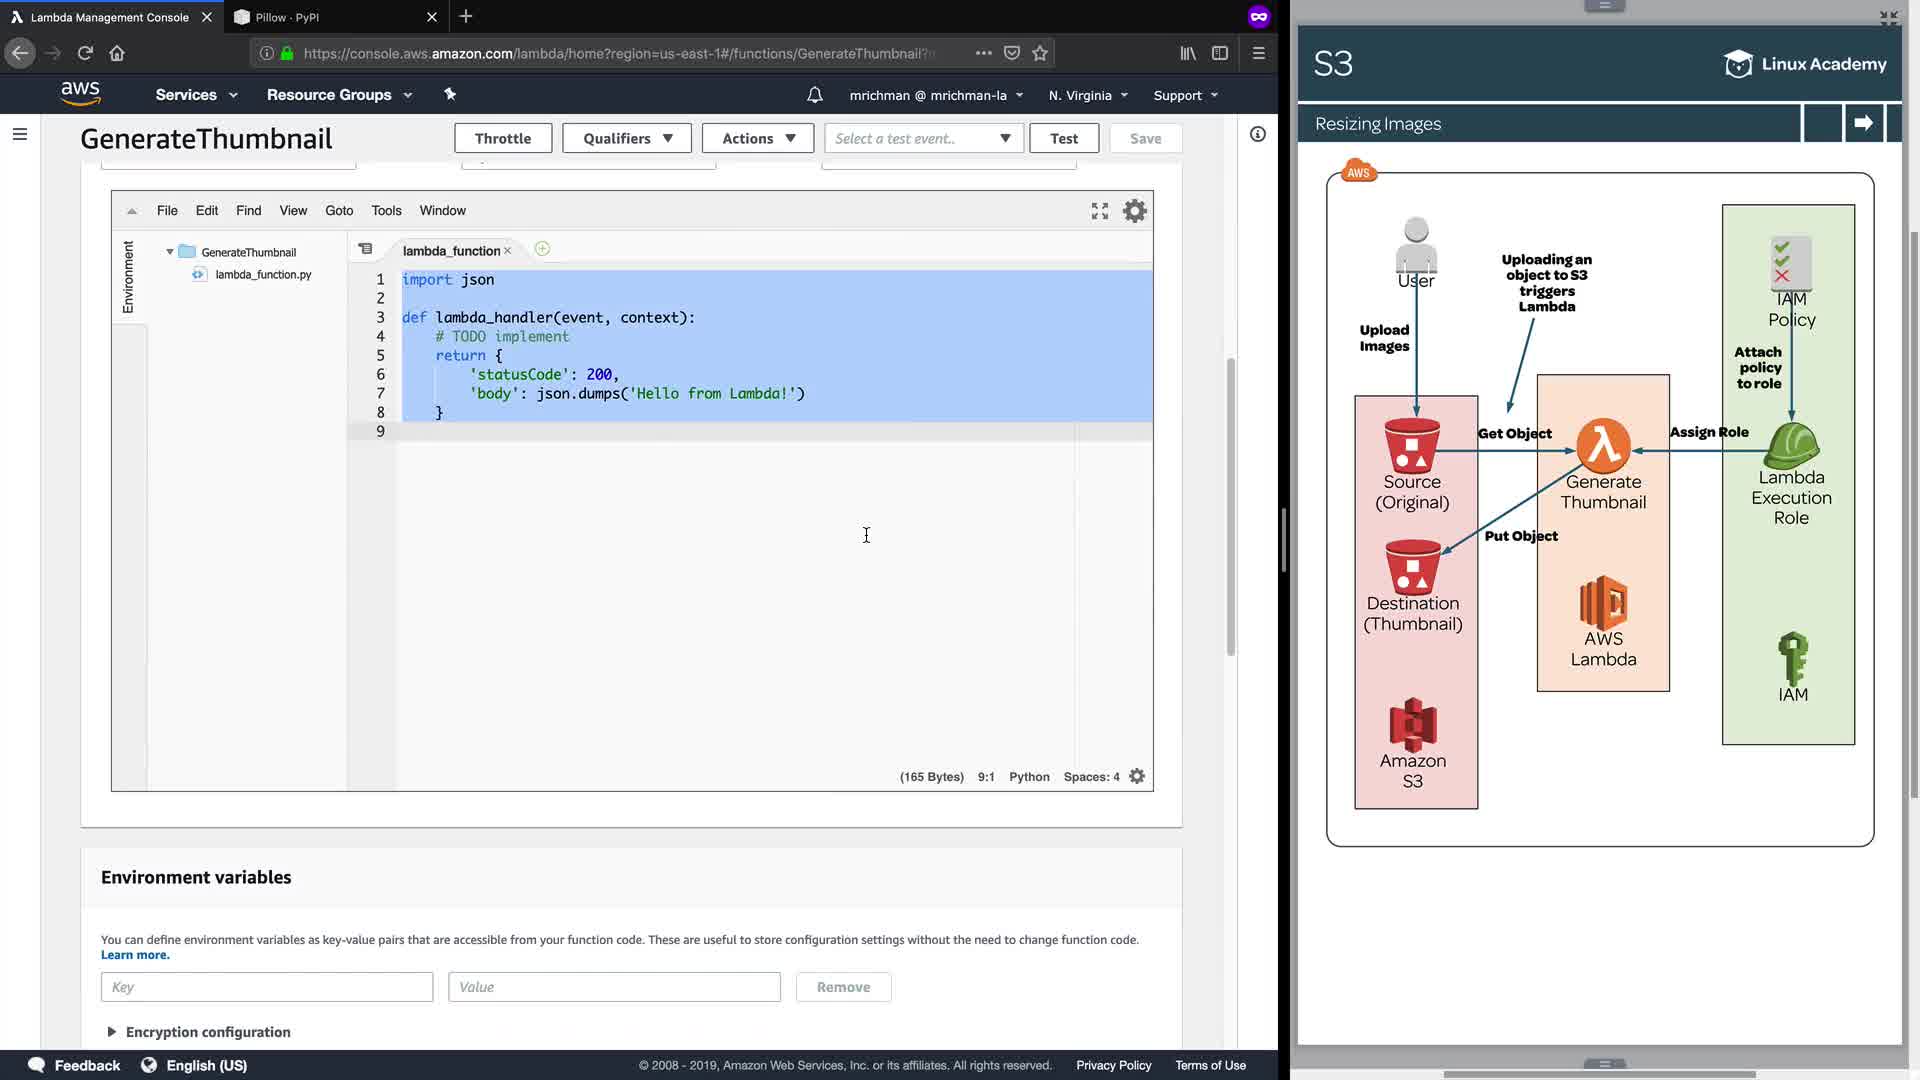 Lambda Management Console
Pillow · PyPI
https://console.aws.amazon.com/lambda/home?region=us-east-1#/functions/GenerateThumbnail?
aws
Services
Resource Groups
mrichman @ mrichman-la
N. Virginia
Support
GenerateThumbnail
Throttle
Qualifiers
Actions
Select a test event..
Test
Save
File Edit Find View Goto Tools Window
Environment
GenerateThumbnail
lambda_function.py
lambda_function
1 import json
2
3 def lambda_handler(event, context):
4 # TODO implement
5 return {
6 'statusCode': 200,
7 'body': json.dumps('Hello from Lambda!')
8 }
9
(165 Bytes) 9:1 Python Spaces: 4
Environment variables
You can define environment variables as key-value pairs that are accessible from your function code. These are useful to store configuration settings without the need to change function code.
Learn more.
Key
Value
Remove
Encryption configuration
Feedback
English (US)
© 2008 - 2019, Amazon Web Services, Inc. or its affiliates. All rights reserved.
Privacy Policy
Terms of Use
S3
Linux Academy
Resizing Images
AWS
User
Upload
Images
Uploading an
object to S3
triggers
Lambda
IAM
Policy
Attach
policy
to role
Get Object
Assign Role
Source
(Original)
Generate
Thumbnail
Lambda
Execution
Role
Put Object
Destination
(Thumbnail)
AWS
Lambda
IAM
Amazon
S3